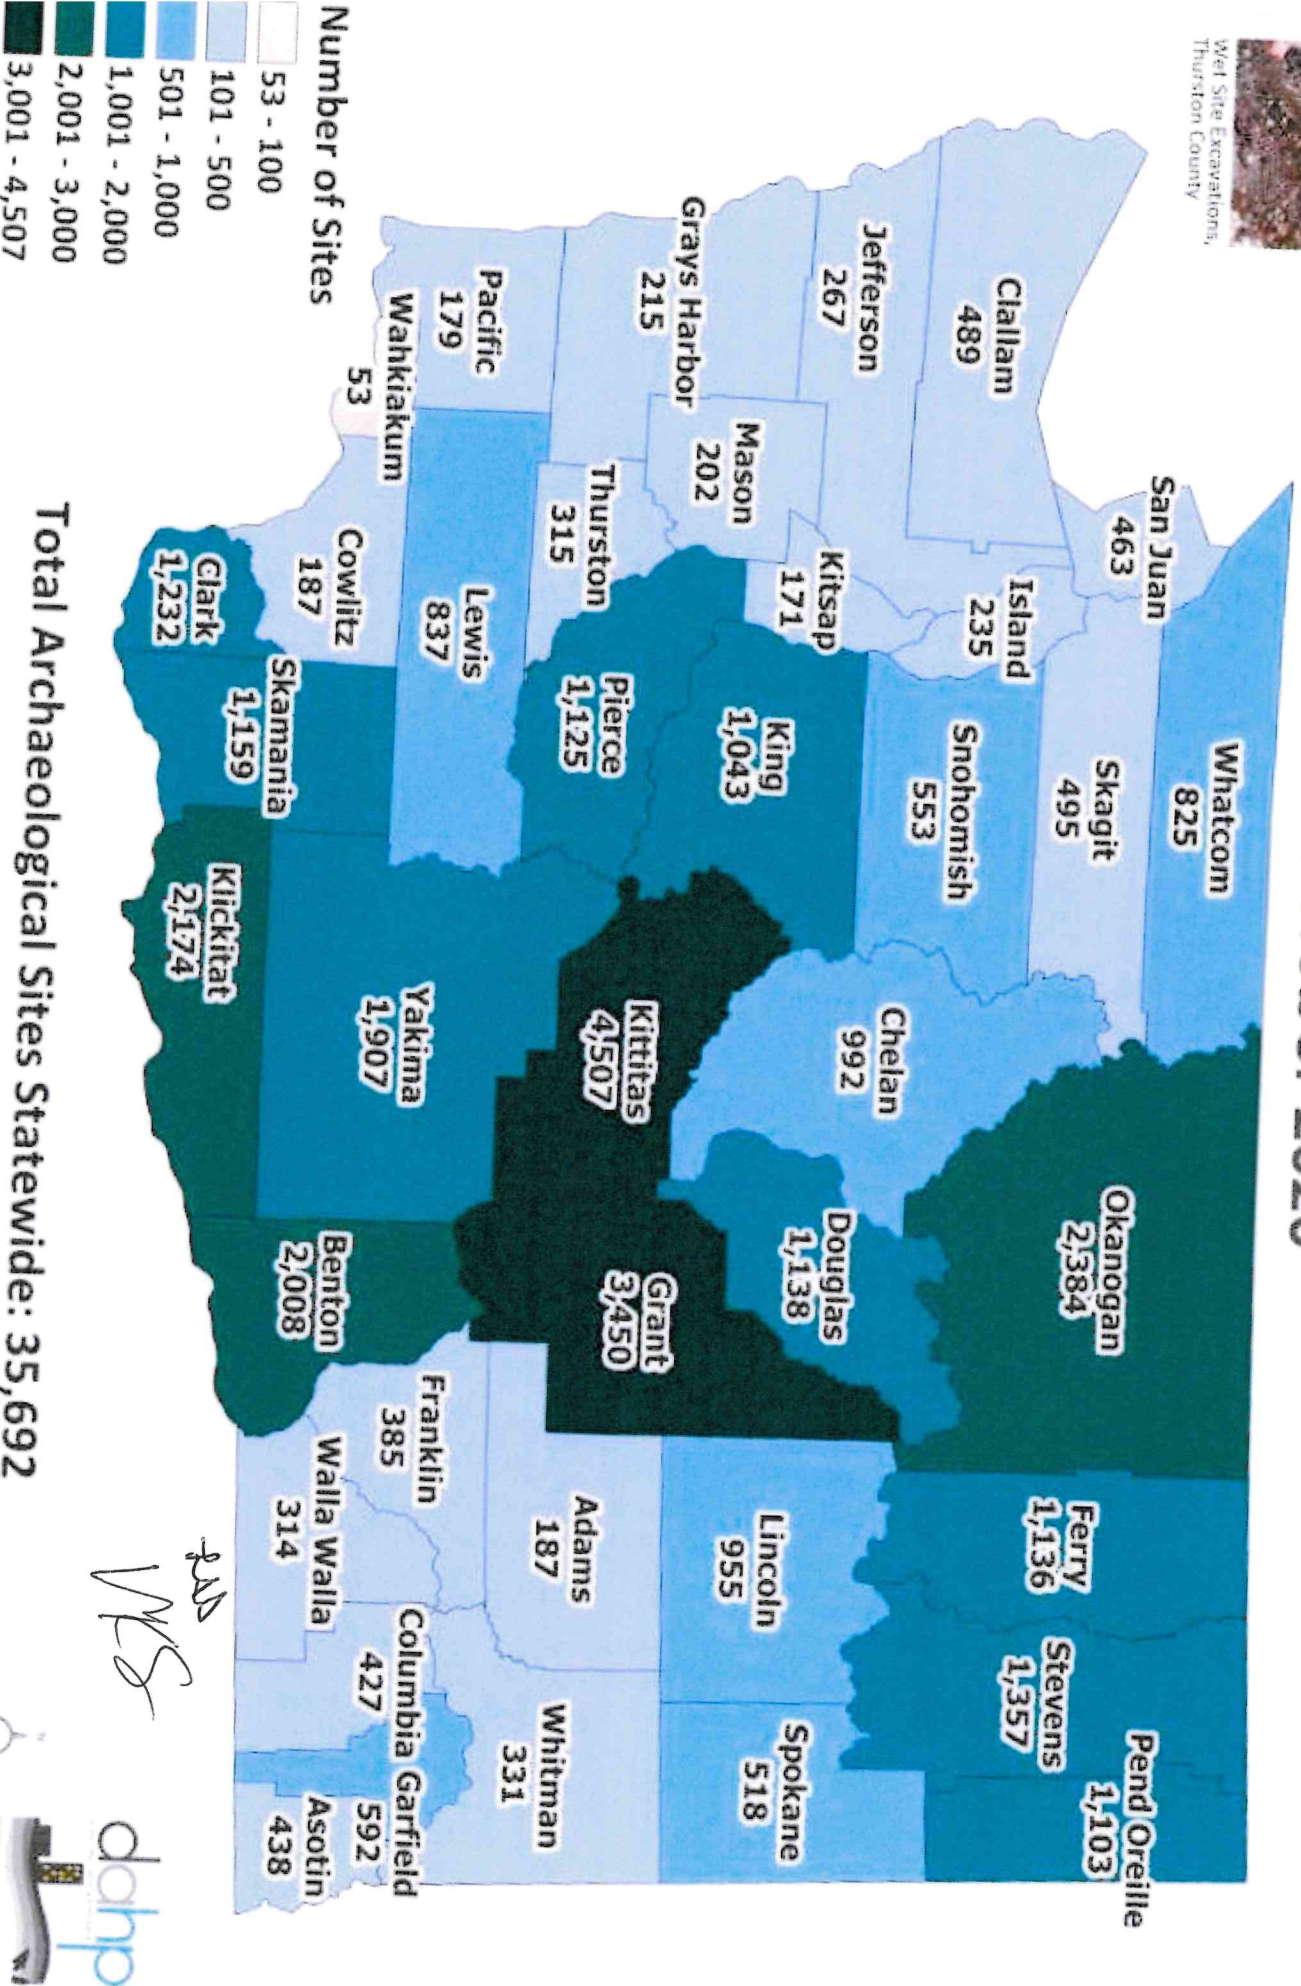 Wet Site Excavations,
Thurston County
Whatcom
825
San Juan
463
Skagit
495
Island
235
Clallam
489
Snohomish
553
Jefferson
267
Kitsap
171
King
1,043
Mason
202
Grays Harbor
215
Thurston
315
Pierce
1,125
Pacific
179
Lewis
837
Wahkiakum
53
Cowlitz
187
Clark
1,232
Skamania
1,159
Okanogan
2,384
Chelan
992
Douglas
1,138
Kittitas
4,507
Grant
3,450
Yakima
1,907
Klickitat
2,174
Benton
2,008
Ferry
1,136
Stevens
1,357
Pend Oreille
1,103
Lincoln
955
Spokane
518
Adams
187
Whitman
331
Franklin
385
Walla Walla
314
Columbia
427
Garfield
592
Asotin
438
Number of Sites
53 - 100
101 - 500
501 - 1,000
1,001 - 2,000
2,001 - 3,000
3,001 - 4,507
Total Archaeological Sites Statewide: 35,692
MKS
N
dahp